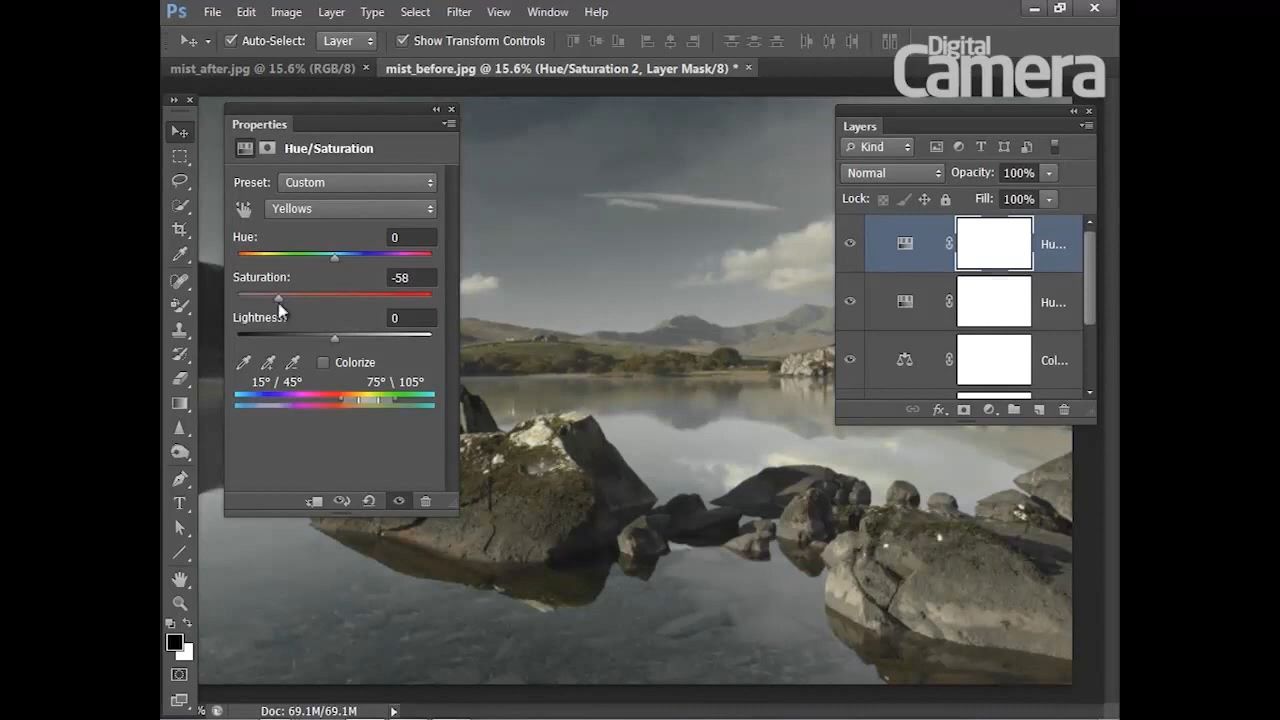 Ps File Edit Image Layer Type Select Filter View Window Help
Auto-Select: Layer Show Transform Controls
Digital
Camera
mist_after.jpg @ 15.6% (RGB/8) × mist_before.jpg @ 15.6% (Hue/Saturation 2, Layer Mask/8) * ×
Properties
Hue/Saturation
Preset: Custom
Yellows
Hue: 0
Saturation: -58
Lightness: 0
Colorize
15° / 45° 75° \ 105°
Layers
Kind
Normal Opacity: 100%
Lock: Fill: 100%
Hu...
Hu...
Col...
fx
% Doc: 69.1M/69.1M